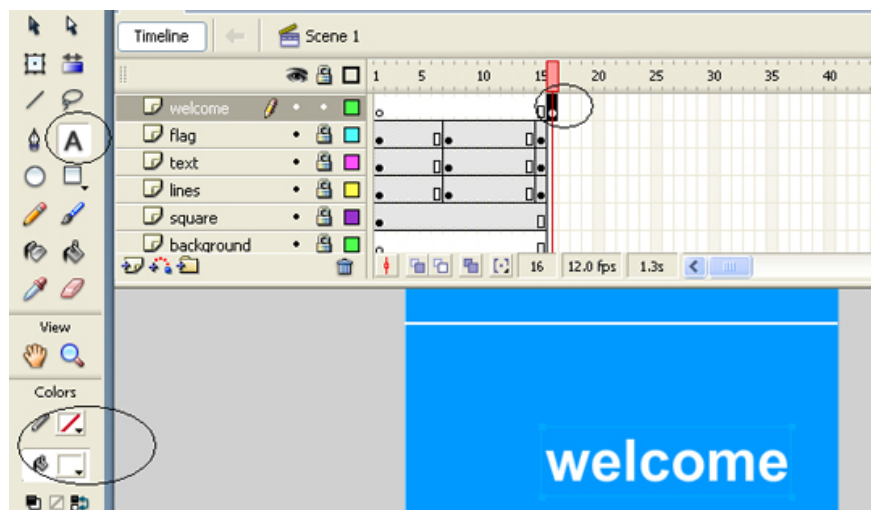 Timeline Scene 1
1 5 10 15 20 25 30 35 40
welcome
flag
text
lines
square
background
16 12.0 fps 1.3s
A
View
Colors
welcome